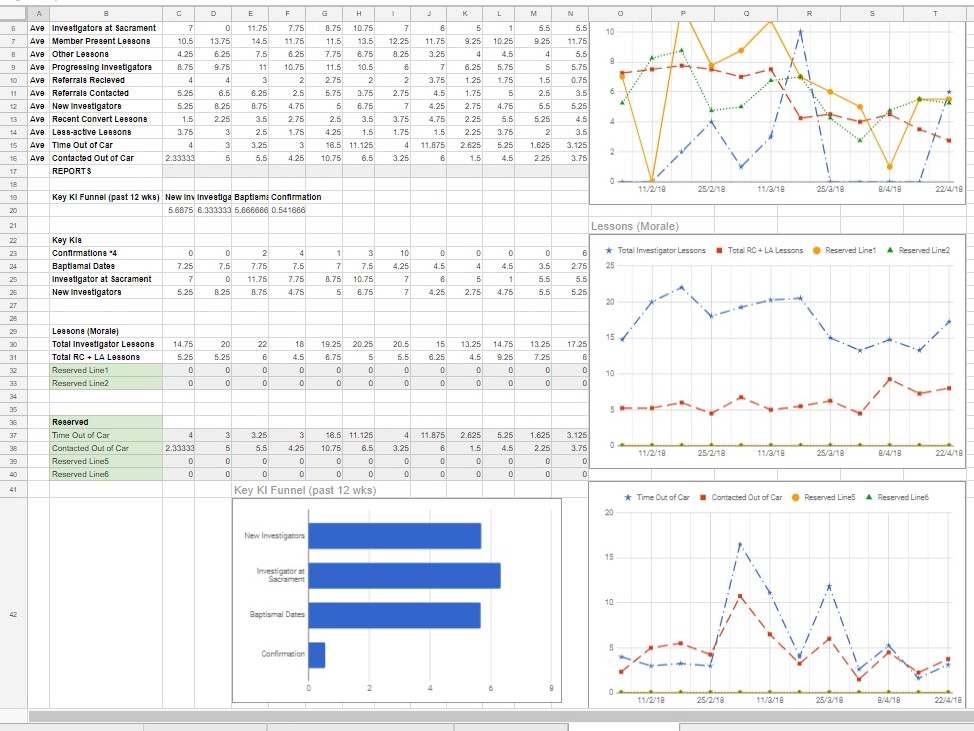 A B C D E F G H I J K L M N O P Q R S T
6 Ave Investigators at Sacrament 7 0 11.75 7.75 8.75 10.75 7 6 5 1 5.5 5.5
7 Ave Member Present Lessons 10.5 13.75 14.5 11.75 11.5 13.5 12.25 11.75 9.25 10.25 9.25 11.75
8 Ave Other Lessons 4.25 6.25 7.5 6.25 7.75 6.75 8.25 3.25 4 4.5 4 5.5
9 Ave Progressing Investigators 8.75 9.75 11 10.75 11.5 10.5 6 7 6.25 5.75 5 5.75
10 Ave Referrals Recieved 4 4 3 2 2.75 2 2 3.75 1.25 1.75 1.5 0.75
11 Ave Referrals Contacted 5.25 6.5 6.25 2.5 5.75 3.75 2.75 4.5 1.75 5 2.5 3.5
12 Ave New Investigators 5.25 8.25 8.75 4.75 5 6.75 7 4.25 2.75 4.75 5.5 5.25
13 Ave Recent Convert Lessons 1.5 2.25 3.5 2.75 2.5 3.5 3.75 4.75 2.25 5.5 5.25 4.5
14 Ave Less-active Lessons 3.75 3 2.5 1.75 4.25 1.5 1.75 1.5 2.25 3.75 2 3.5
15 Ave Time Out of Car 4 3 3.25 3 16.5 11.125 4 11.875 2.625 5.25 1.625 3.125
16 Ave Contacted Out of Car 2.33333 5 5.5 4.25 10.75 6.5 3.25 6 1.5 4.5 2.25 3.75
17 REPORTS
18
19 Key KI Funnel (past 12 wks) New Inv Investiga Baptisma Confirmation
20 5.6875 6.333333 5.666666 0.541666
21
22 Key KIs
23 Confirmations *4 0 0 2 4 1 3 10 0 0 0 0 6
24 Baptismal Dates 7.25 7.5 7.75 7.5 7 7.5 4.25 4.5 4 4.5 3.5 2.75
25 Investigator at Sacrament 7 0 11.75 7.75 8.75 10.75 7 6 5 1 5.5 5.5
26 New Investigators 5.25 8.25 8.75 4.75 5 6.75 7 4.25 2.75 4.75 5.5 5.25
27
28
29 Lessons (Morale)
30 Total Investigator Lessons 14.75 20 22 18 19.25 20.25 20.5 15 13.25 14.75 13.25 17.25
31 Total RC + LA Lessons 5.25 5.25 6 4.5 6.75 5 5.5 6.25 4.5 9.25 7.25 8
32 Reserved Line1 0 0 0 0 0 0 0 0 0 0 0 0
33 Reserved Line2 0 0 0 0 0 0 0 0 0 0 0 0
34
35
36 Reserved
37 Time Out of Car 4 3 3.25 3 16.5 11.125 4 11.875 2.625 5.25 1.625 3.125
38 Contacted Out of Car 2.33333 5 5.5 4.25 10.75 6.5 3.25 6 1.5 4.5 2.25 3.75
39 Reserved Line5 0 0 0 0 0 0 0 0 0 0 0 0
40 Reserved Line6 0 0 0 0 0 0 0 0 0 0 0 0
41
42
10
8
6
4
2
0
11/2/18 25/2/18 11/3/18 25/3/18 8/4/18 22/4/18
Lessons (Morale)
Total Investigator Lessons Total RC + LA Lessons Reserved Line1 Reserved Line2
25
20
15
10
5
0
11/2/18 25/2/18 11/3/18 25/3/18 8/4/18 22/4/18
Key KI Funnel (past 12 wks)
New Investigators
Investigator at
Sacrament
Baptismal Dates
Confirmation
0 2 4 6 8
Time Out of Car Contacted Out of Car Reserved Line5 Reserved Line6
20
15
10
5
0
11/2/18 25/2/18 11/3/18 25/3/18 8/4/18 22/4/18